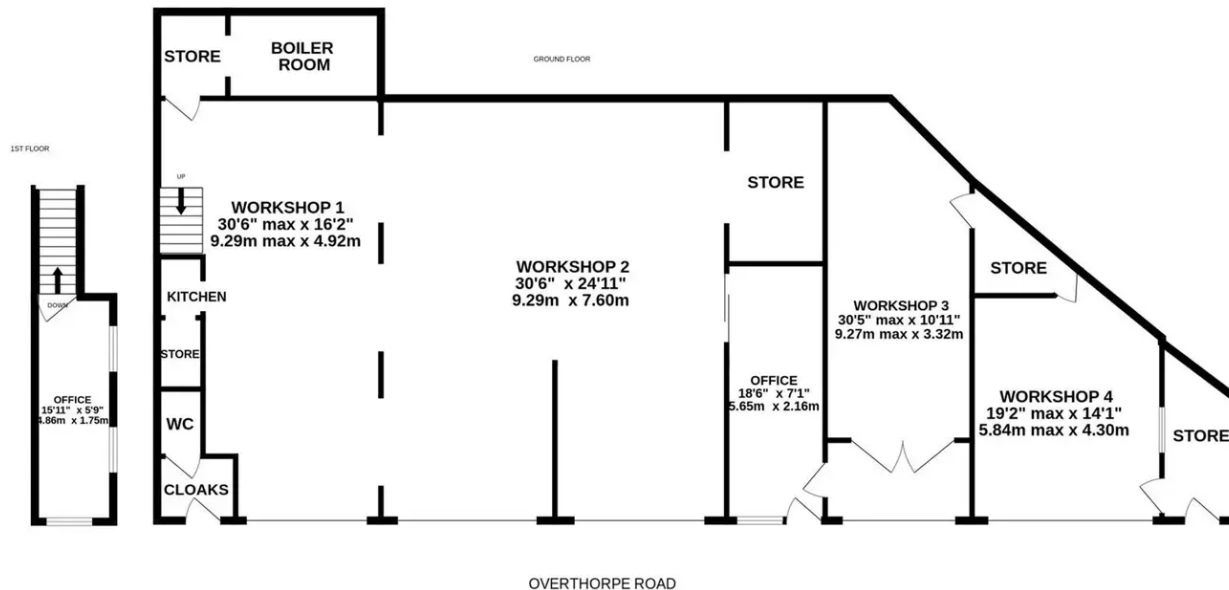 STORE
BOILER
ROOM
GROUND FLOOR
1ST FLOOR
UP
WORKSHOP 1
30'6" max x 16'2"
9.29m max x 4.92m
STORE
WORKSHOP 2
30'6" x 24'11"
9.29m x 7.60m
STORE
KITCHEN
DOWN
WORKSHOP 3
30'5" max x 10'11"
9.27m max x 3.32m
STORE
OFFICE
18'6" x 7'1"
5.65m x 2.16m
OFFICE
15'11" x 5'9"
4.86m x 1.75m
WORKSHOP 4
19'2" max x 14'1"
5.84m max x 4.30m
WC
STORE
CLOAKS
OVERTHORPE ROAD